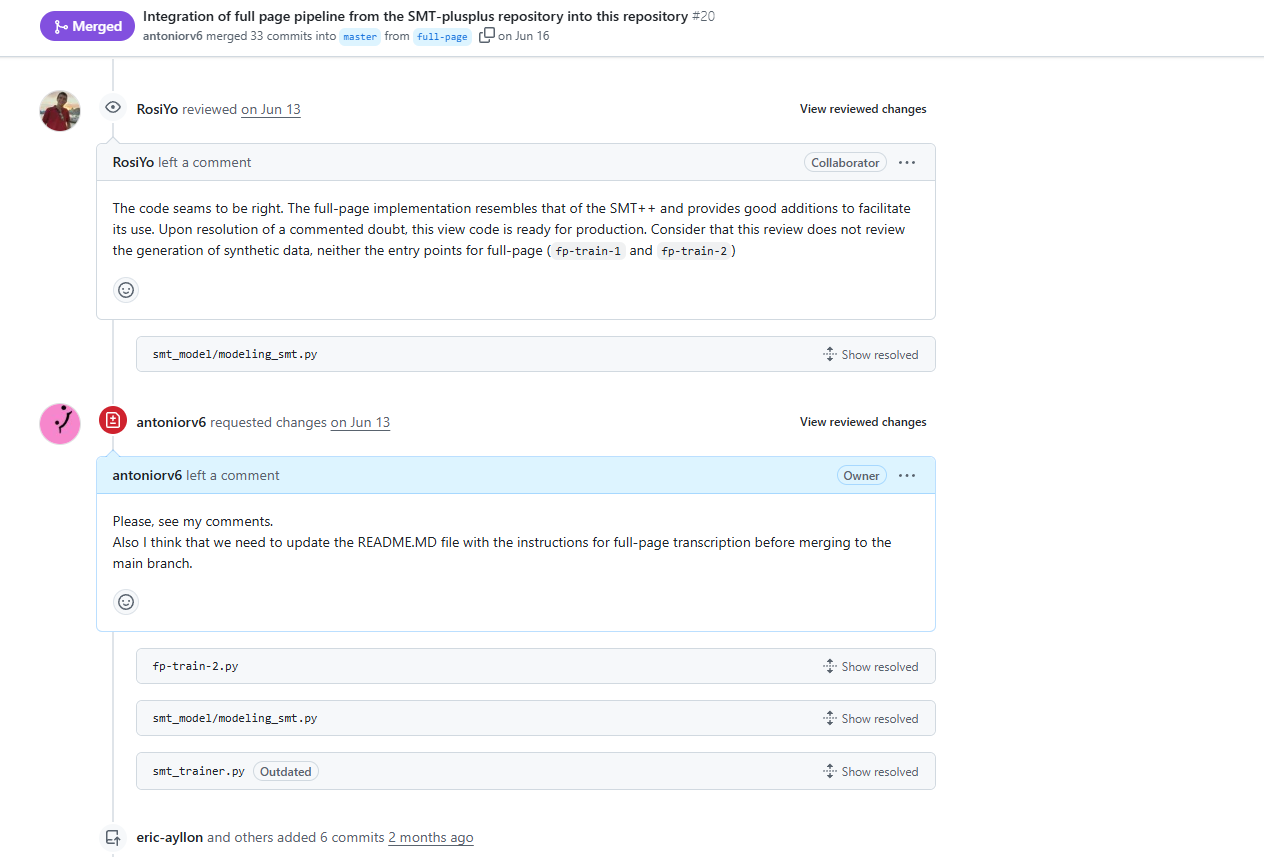 Merged
Integration of full page pipeline from the SMT-plusplus repository into this repository #20
antoniorv6 merged 33 commits into master from full-page on Jun 16
RosiYo reviewed on Jun 13
View reviewed changes
RosiYo left a comment
Collaborator
The code seams to be right. The full-page implementation resembles that of the SMT++ and provides good additions to facilitate
its use. Upon resolution of a commented doubt, this view code is ready for production. Consider that this review does not review
the generation of synthetic data, neither the entry points for full-page ( fp-train-1 and fp-train-2 )
smt_model/modeling_smt.py
Show resolved
antoniorv6 requested changes on Jun 13
View reviewed changes
antoniorv6 left a comment
Owner
Please, see my comments.
Also I think that we need to update the README.MD file with the instructions for full-page transcription before merging to the
main branch.
fp-train-2.py
Show resolved
smt_model/modeling_smt.py
Show resolved
smt_trainer.py Outdated
Show resolved
eric-ayllon and others added 6 commits 2 months ago